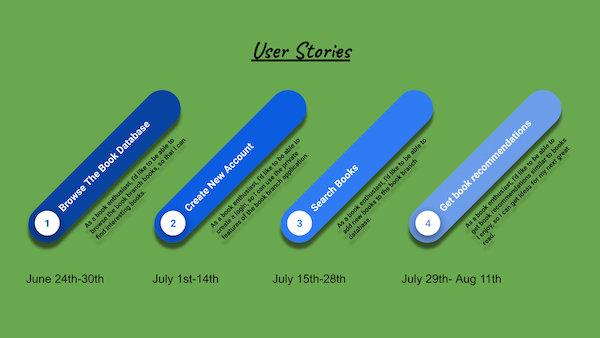 User Stories
1
Browse The Book Database
As a book enthusiast, I'd like to be able to
browse the book branch books, so that I can
find interesting books.
2
Create New Account
As a book enthusiast, I'd like to be able to
create a login, so I can use the private
features of the book branch application.
3
Search Books
As a book enthusiast, I'd like to be able to
add new books to the book branch
database.
4
Get book recommendations
As a book enthusiast, I'd like to be able to
get book recommendations similar to books
I enjoy, so I can get ideas for my next great
read.
June 24th-30th
July 1st-14th
July 15th-28th
July 29th- Aug 11th